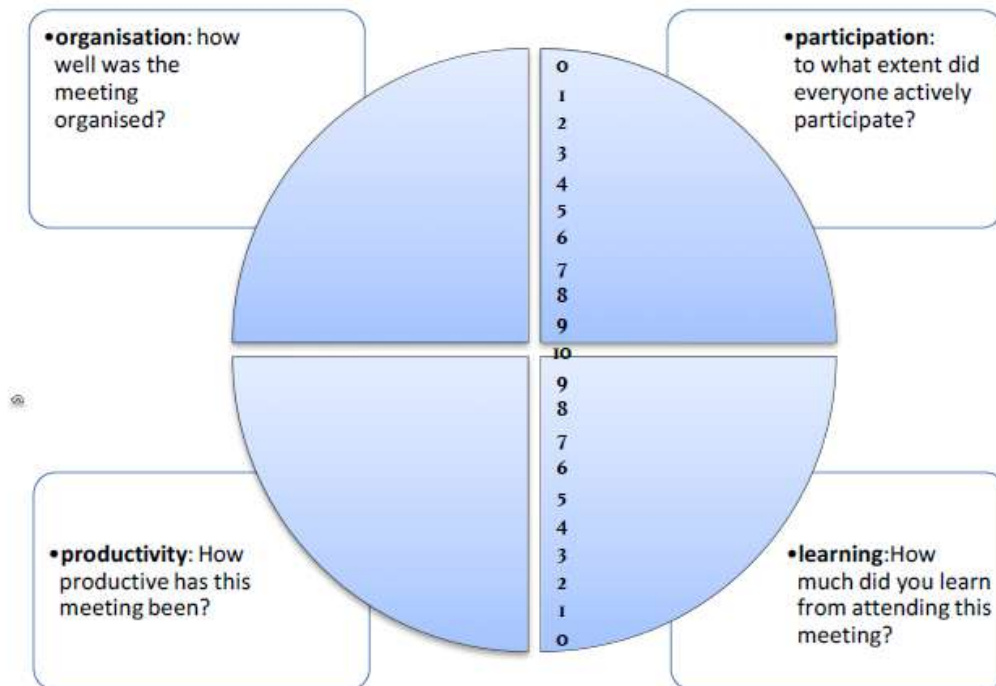 •organisation: how
well was the
meeting
organised?
•participation:
to what extent did
everyone actively
participate?
0
1
2
3
4
5
6
7
8
9
10
9
8
7
6
5
4
3
2
1
0
•productivity: How
productive has this
meeting been?
•learning:How
much did you learn
from attending this
meeting?